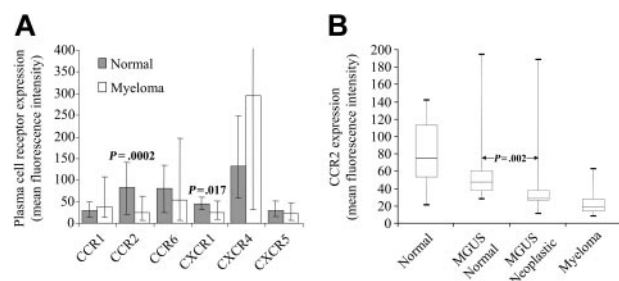 A
Plasma cell receptor expression
(mean fluorescence intensity)
400
350
300
250
200
150
100
50
0
Normal
Myeloma
P = .0002
P = .017
CCR1
CCR2
CCR6
CXCR1
CXCR4
CXCR5
B
CCR2 expression
(mean fluorescence intensity)
200
180
160
140
120
100
80
60
40
20
0
P = .002
Normal
MGUS
Normal
MGUS
Neoplastic
Myeloma